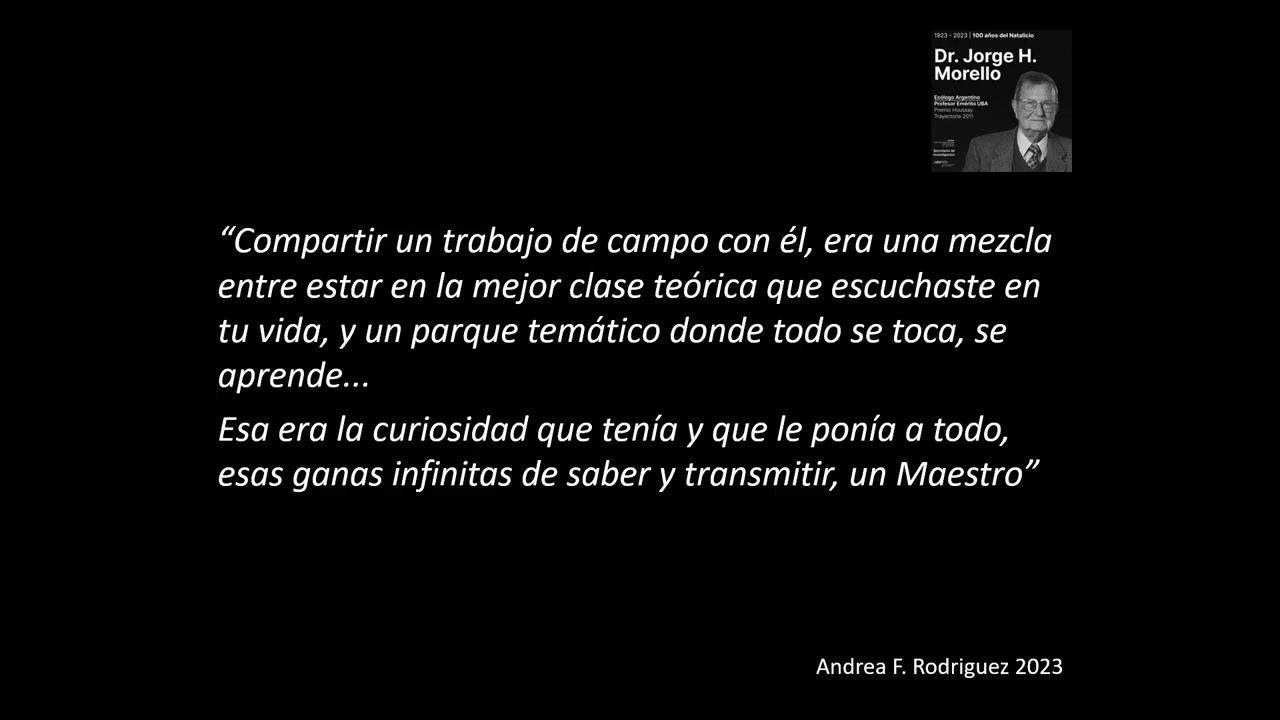 1923 - 2023 | 100 años del Natalicio
Dr. Jorge H.
Morello
Ecólogo Argentino
Profesor Emérito UBA
Premio Houssay
Trayectoria 2011
“Compartir un trabajo de campo con él, era una mezcla
entre estar en la mejor clase teórica que escuchaste en
tu vida, y un parque temático donde todo se toca, se
aprende...
Esa era la curiosidad que tenía y que le ponía a todo,
esas ganas infinitas de saber y transmitir, un Maestro”
Andrea F. Rodriguez 2023